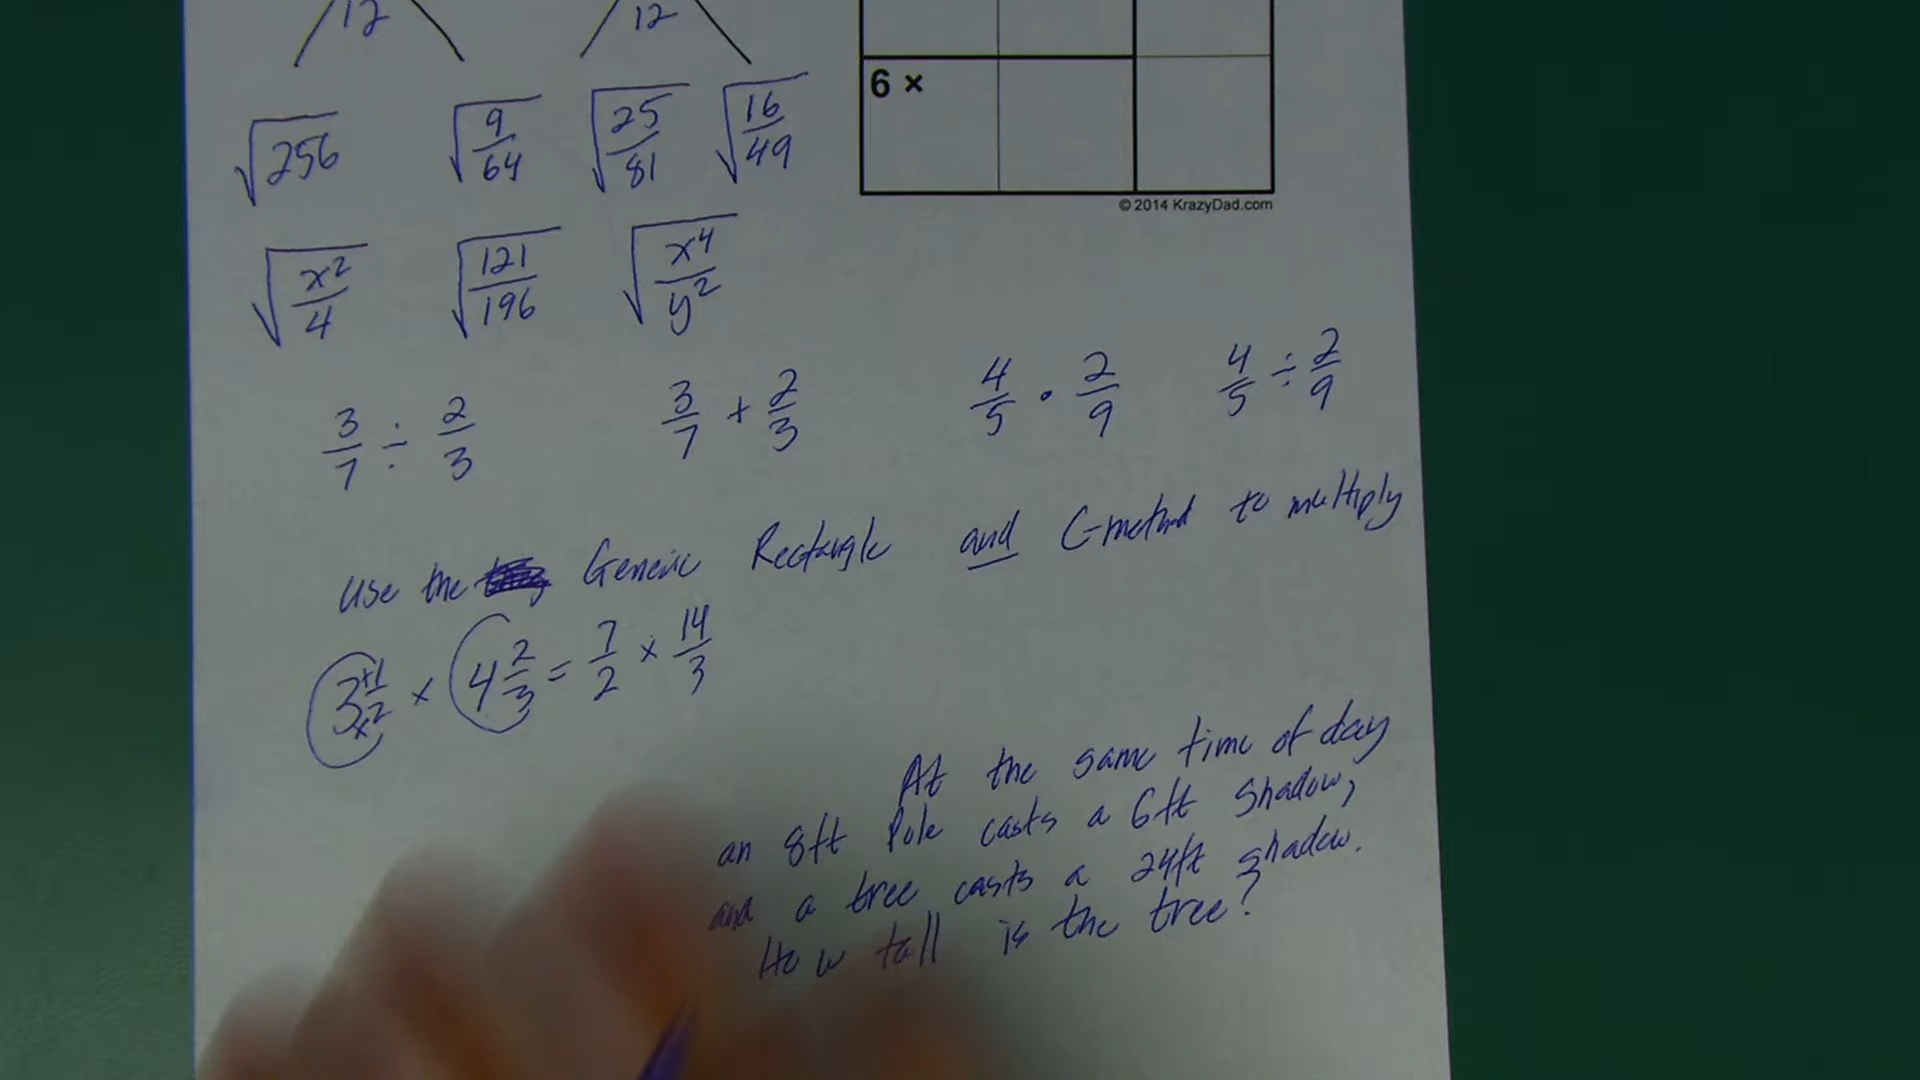 12 12
6 ×
√256 √9/64 √25/81 √16/49
© 2014 KrazyDad.com
√x²/4 √121/196 √x⁴/y²
3/7 ÷ 2/3 3/7 + 2/3 4/5 · 2/9 4/5 ÷ 2/9
Use the Generic Rectangle and C-method to multiply
3 +1/×2 × 4 2/3 = 7/2 × 14/3
At the same time of day
an 8ft Pole casts a 6ft shadow,
and a tree casts a 24ft shadow.
How tall is the tree?